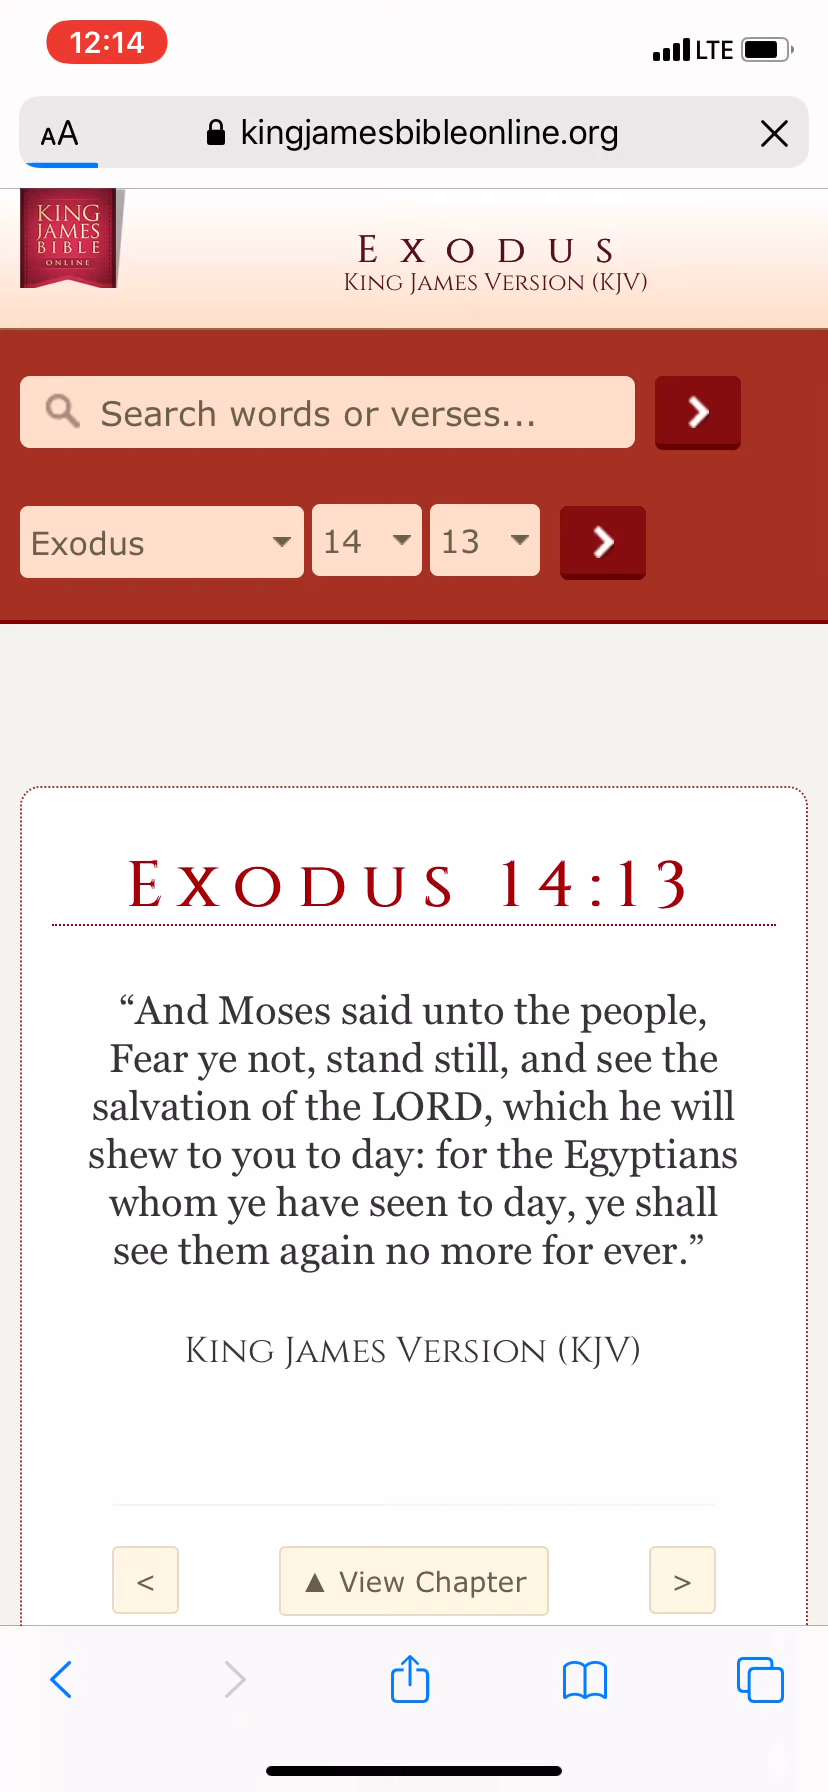 12:14
LTE
AA
kingjamesbibleonline.org
KING
JAMES
BIBLE
ONLINE
EXODUS
KING JAMES VERSION (KJV)
Search words or verses...
Exodus 14 13
EXODUS 14:13
“And Moses said unto the people,
Fear ye not, stand still, and see the
salvation of the LORD, which he will
shew to you to day: for the Egyptians
whom ye have seen to day, ye shall
see them again no more for ever.”
KING JAMES VERSION (KJV)
< ▲ View Chapter >